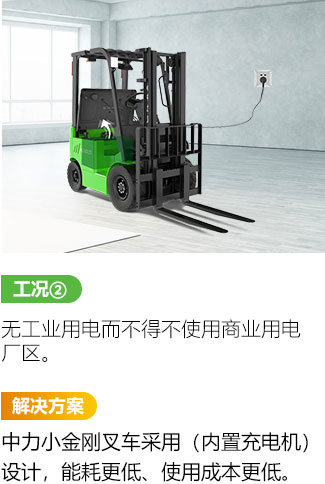 工况②
无工业用电而不得不使用商业用电
厂区。
解决方案
中力小金刚叉车采用（内置充电机）
设计，能耗更低、使用成本更低。